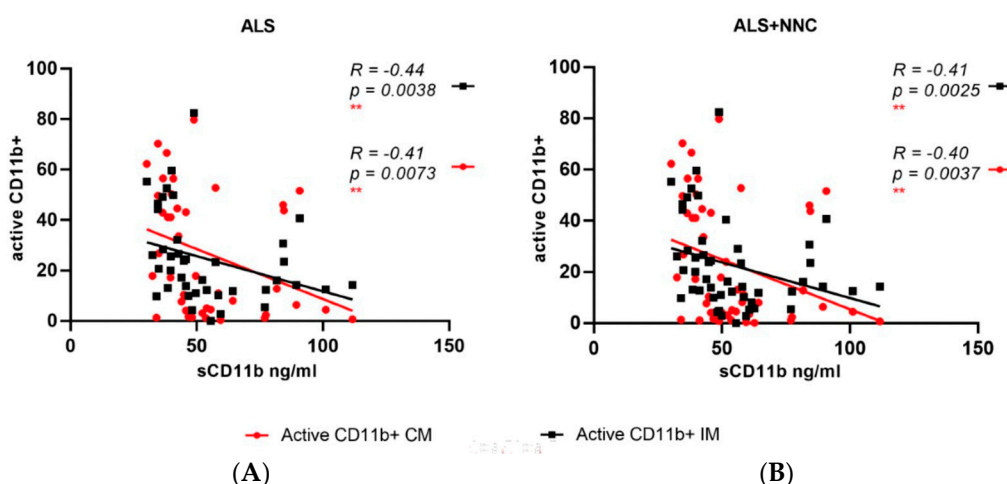 ALS
R = -0.44
p = 0.0038
**
R = -0.41
p = 0.0073
**
active CD11b+
100
80
60
40
20
0
0 50 100 150
sCD11b ng/ml
ALS+NNC
R = -0.41
p = 0.0025
**
R = -0.40
p = 0.0037
**
active CD11b+
100
80
60
40
20
0
0 50 100 150
sCD11b ng/ml
Active CD11b+ CM Active CD11b+ IM
(A) (B)